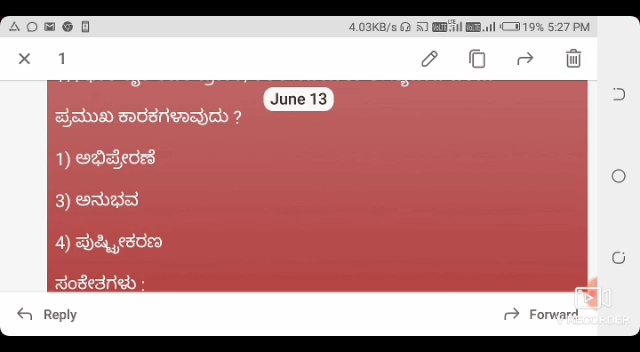 4.03KB/s 19% 5:27 PM
1
June 13
ಪ್ರಮುಖ ಕಾರಕಗಳಾವುದು ?
1) ಅಭಿಪ್ರೇರಣೆ
3) ಅನುಭವ
4) ಪುಷ್ಟ್ರೀಕರಣ
ಸಂಕೇತಗಳು :
Reply
Forward